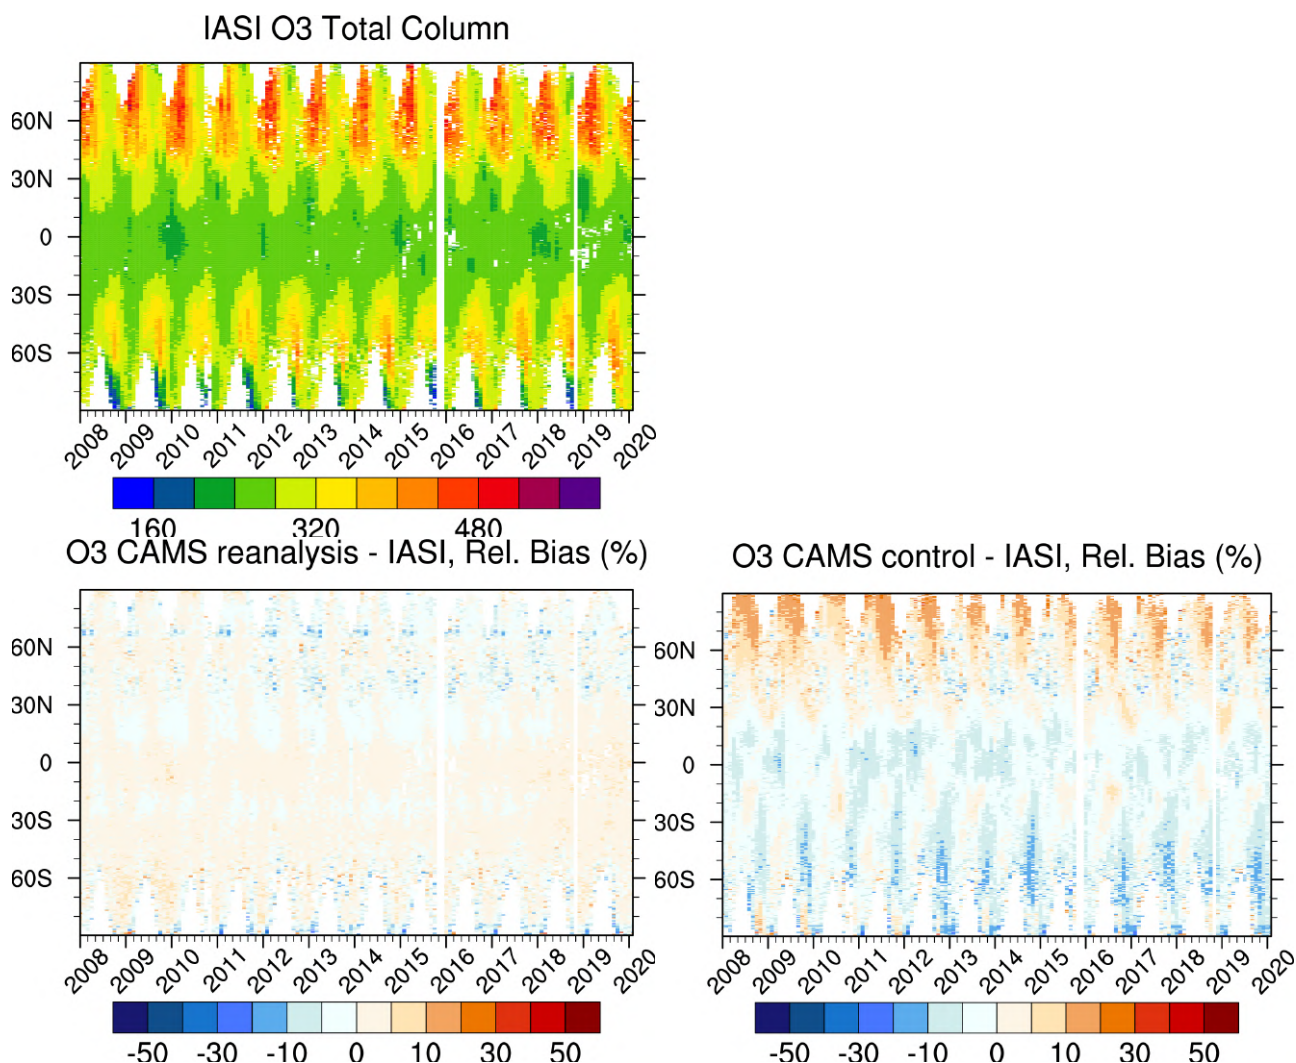 IASI O3 Total Column
60N
30N
0
30S
60S
2008 2009 2010 2011 2012 2013 2014 2015 2016 2017 2018 2019 2020
160 320 480
O3 CAMS reanalysis - IASI, Rel. Bias (%)
60N
30N
0
30S
60S
2008 2009 2010 2011 2012 2013 2014 2015 2016 2017 2018 2019 2020
-50 -30 -10 0 10 30 50
O3 CAMS control - IASI, Rel. Bias (%)
60N
30N
0
30S
60S
2008 2009 2010 2011 2012 2013 2014 2015 2016 2017 2018 2019 2020
-50 -30 -10 0 10 30 50